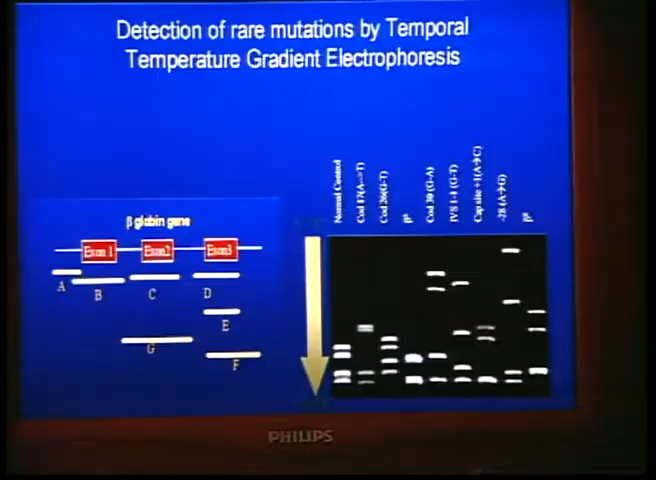 Detection of rare mutations by Temporal
Temperature Gradient Electrophoresis
Normal Control
Cod 17(A->T)
Cod 26(G-T)
Cod 30 (G-A)
IVS 1-1 (G-T)
Cap site +1(A→C)
-28 (A→G)
β globin gene
Exon 1
Exon2
Exon3
A
B
C
D
E
G
F
PHILIPS